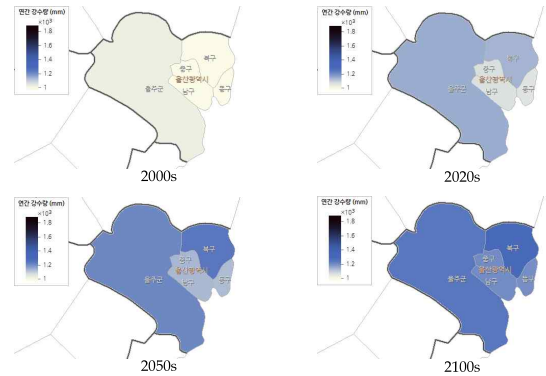 연간 강수량 (mm)
×10³
1.8
1.6
1.4
1.2
1
북구
중구
울산광역시
울주군
남구
동구
2000s
연간 강수량 (mm)
×10³
1.8
1.6
1.4
1.2
1
북구
중구
울산광역시
울주군
남구
동구
2020s
연간 강수량 (mm)
×10³
1.8
1.6
1.4
1.2
1
북구
중구
울산광역시
울주군
남구
동구
2050s
연간 강수량 (mm)
×10³
1.8
1.6
1.4
1.2
1
북구
중구
울산광역시
울주군
남구
동구
2100s